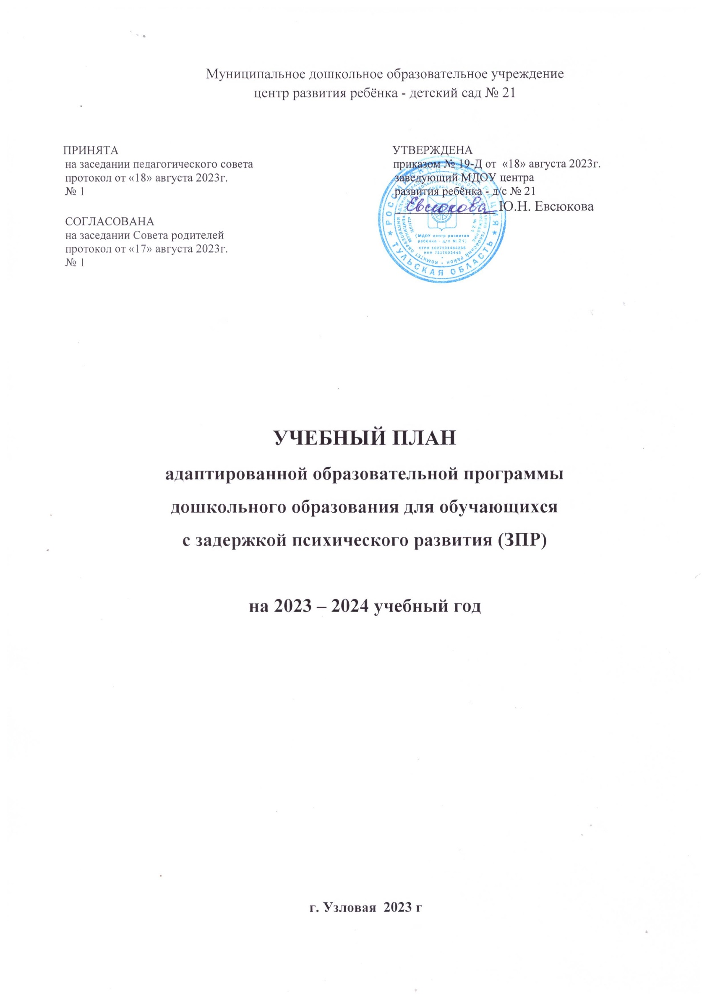 Муниципальное дошкольное образовательное учреждение
центр развития ребёнка - детский сад № 21
ПРИНЯТА
на заседании педагогического совета
протокол от «18» августа 2023г.
№ 1
СОГЛАСОВАНА
на заседании Совета родителей
протокол от «17» августа 2023г.
№ 1
УТВЕРЖДЕНА
приказом № 19-Д от «18» августа 2023г.
заведующий МДОУ центра
развития ребёнка - д/с № 21
Евсюкова Ю.Н. Евсюкова
РОССИЙСКАЯ ФЕДЕРАЦИЯ
ТУЛЬСКАЯ ОБЛАСТЬ
(МДОУ центр развития
ребенка - д/с № 21)
ОГРН 1027101484266
ИНН 7117002443
УЧЕБНЫЙ ПЛАН
адаптированной образовательной программы
дошкольного образования для обучающихся
с задержкой психического развития (ЗПР)
на 2023 – 2024 учебный год
г. Узловая 2023 г